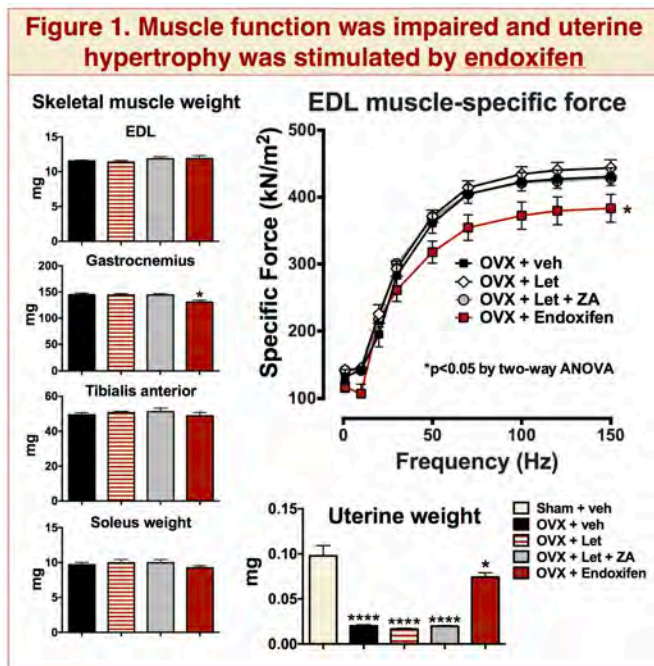 Figure 1. Muscle function was impaired and uterine
hypertrophy was stimulated by endoxifen
Skeletal muscle weight
EDL
15
10
5
0
mg
Gastrocnemius
200
150
100
50
0
mg
*
Tibialis anterior
60
40
20
0
mg
Soleus weight
15
10
5
0
mg
EDL muscle-specific force
500
400
300
200
100
Specific Force (kN/m²)
*
OVX + veh
OVX + Let
OVX + Let + ZA
OVX + Endoxifen
*p<0.05 by two-way ANOVA
0
50
100
150
Frequency (Hz)
Uterine weight
0.15
0.10
0.05
0.00
mg
****
****
****
*
Sham + veh
OVX + veh
OVX + Let
OVX + Let + ZA
OVX + Endoxifen